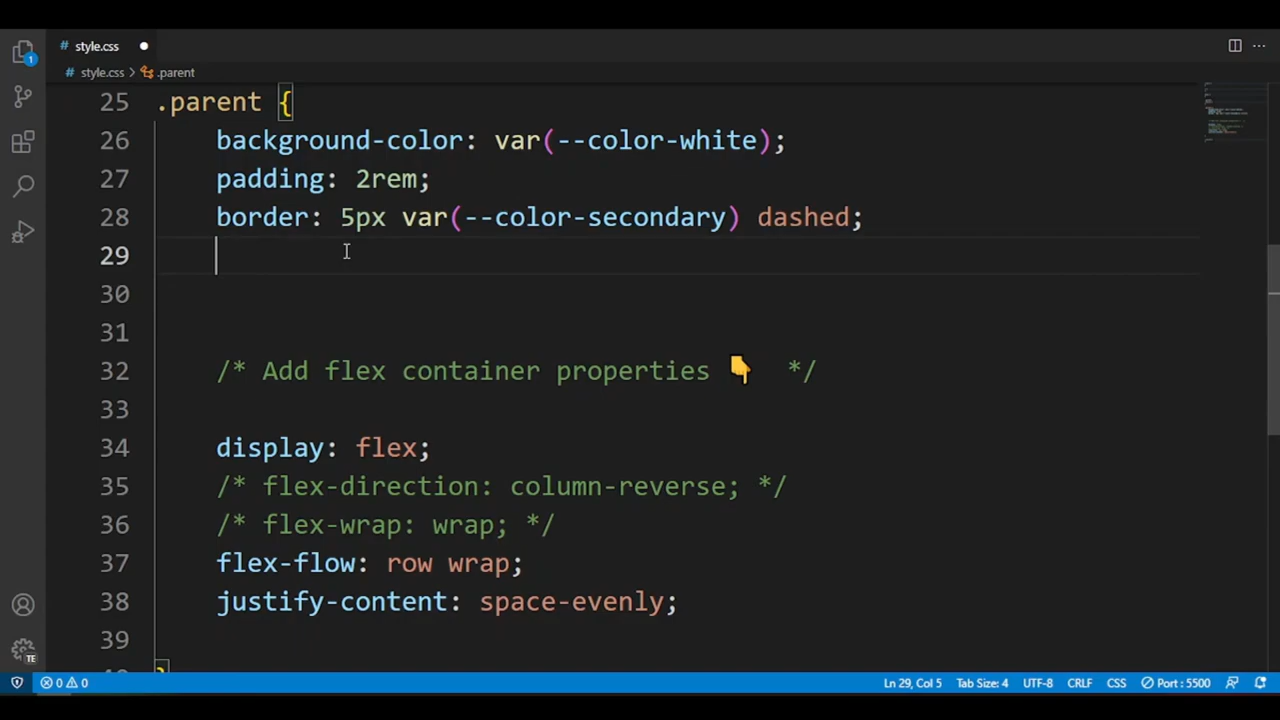 # style.css ● ···
# style.css > .parent
1
25 .parent {
26 background-color: var(--color-white);
27 padding: 2rem;
28 border: 5px var(--color-secondary) dashed;
29
30
31
32 /* Add flex container properties 👇 */
33
34 display: flex;
35 /* flex-direction: column-reverse; */
36 /* flex-wrap: wrap; */
37 flex-flow: row wrap;
38 justify-content: space-evenly;
39
TE
0 0 Ln 29, Col 5 Tab Size: 4 UTF-8 CRLF CSS Port : 5500